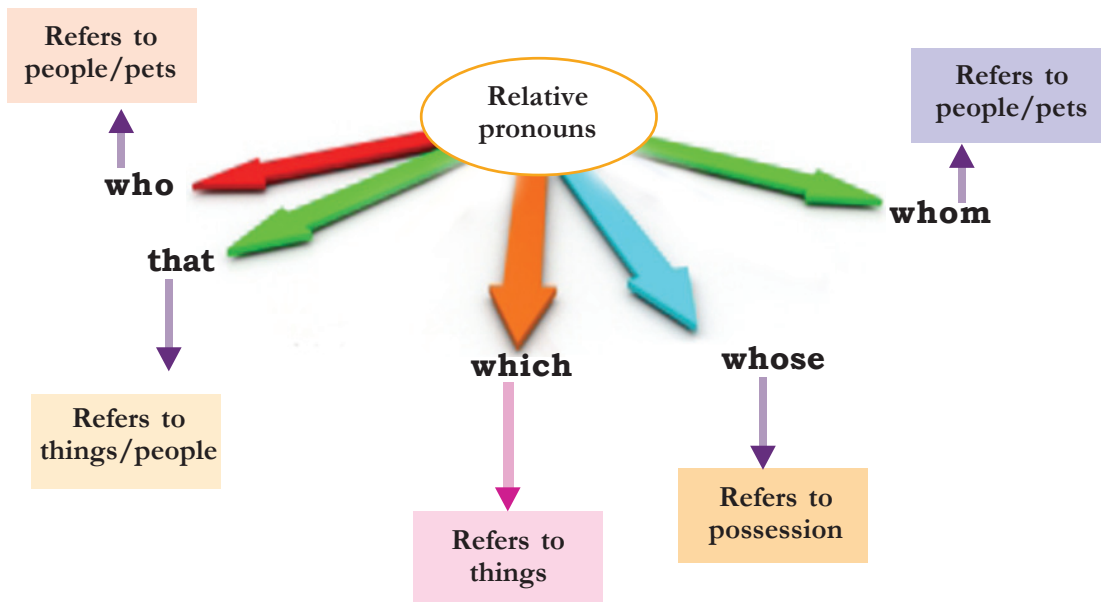 Refers to
people/pets
Relative
pronouns
Refers to
people/pets
who
whom
that
which
whose
Refers to
things/people
Refers to
possession
Refers to
things